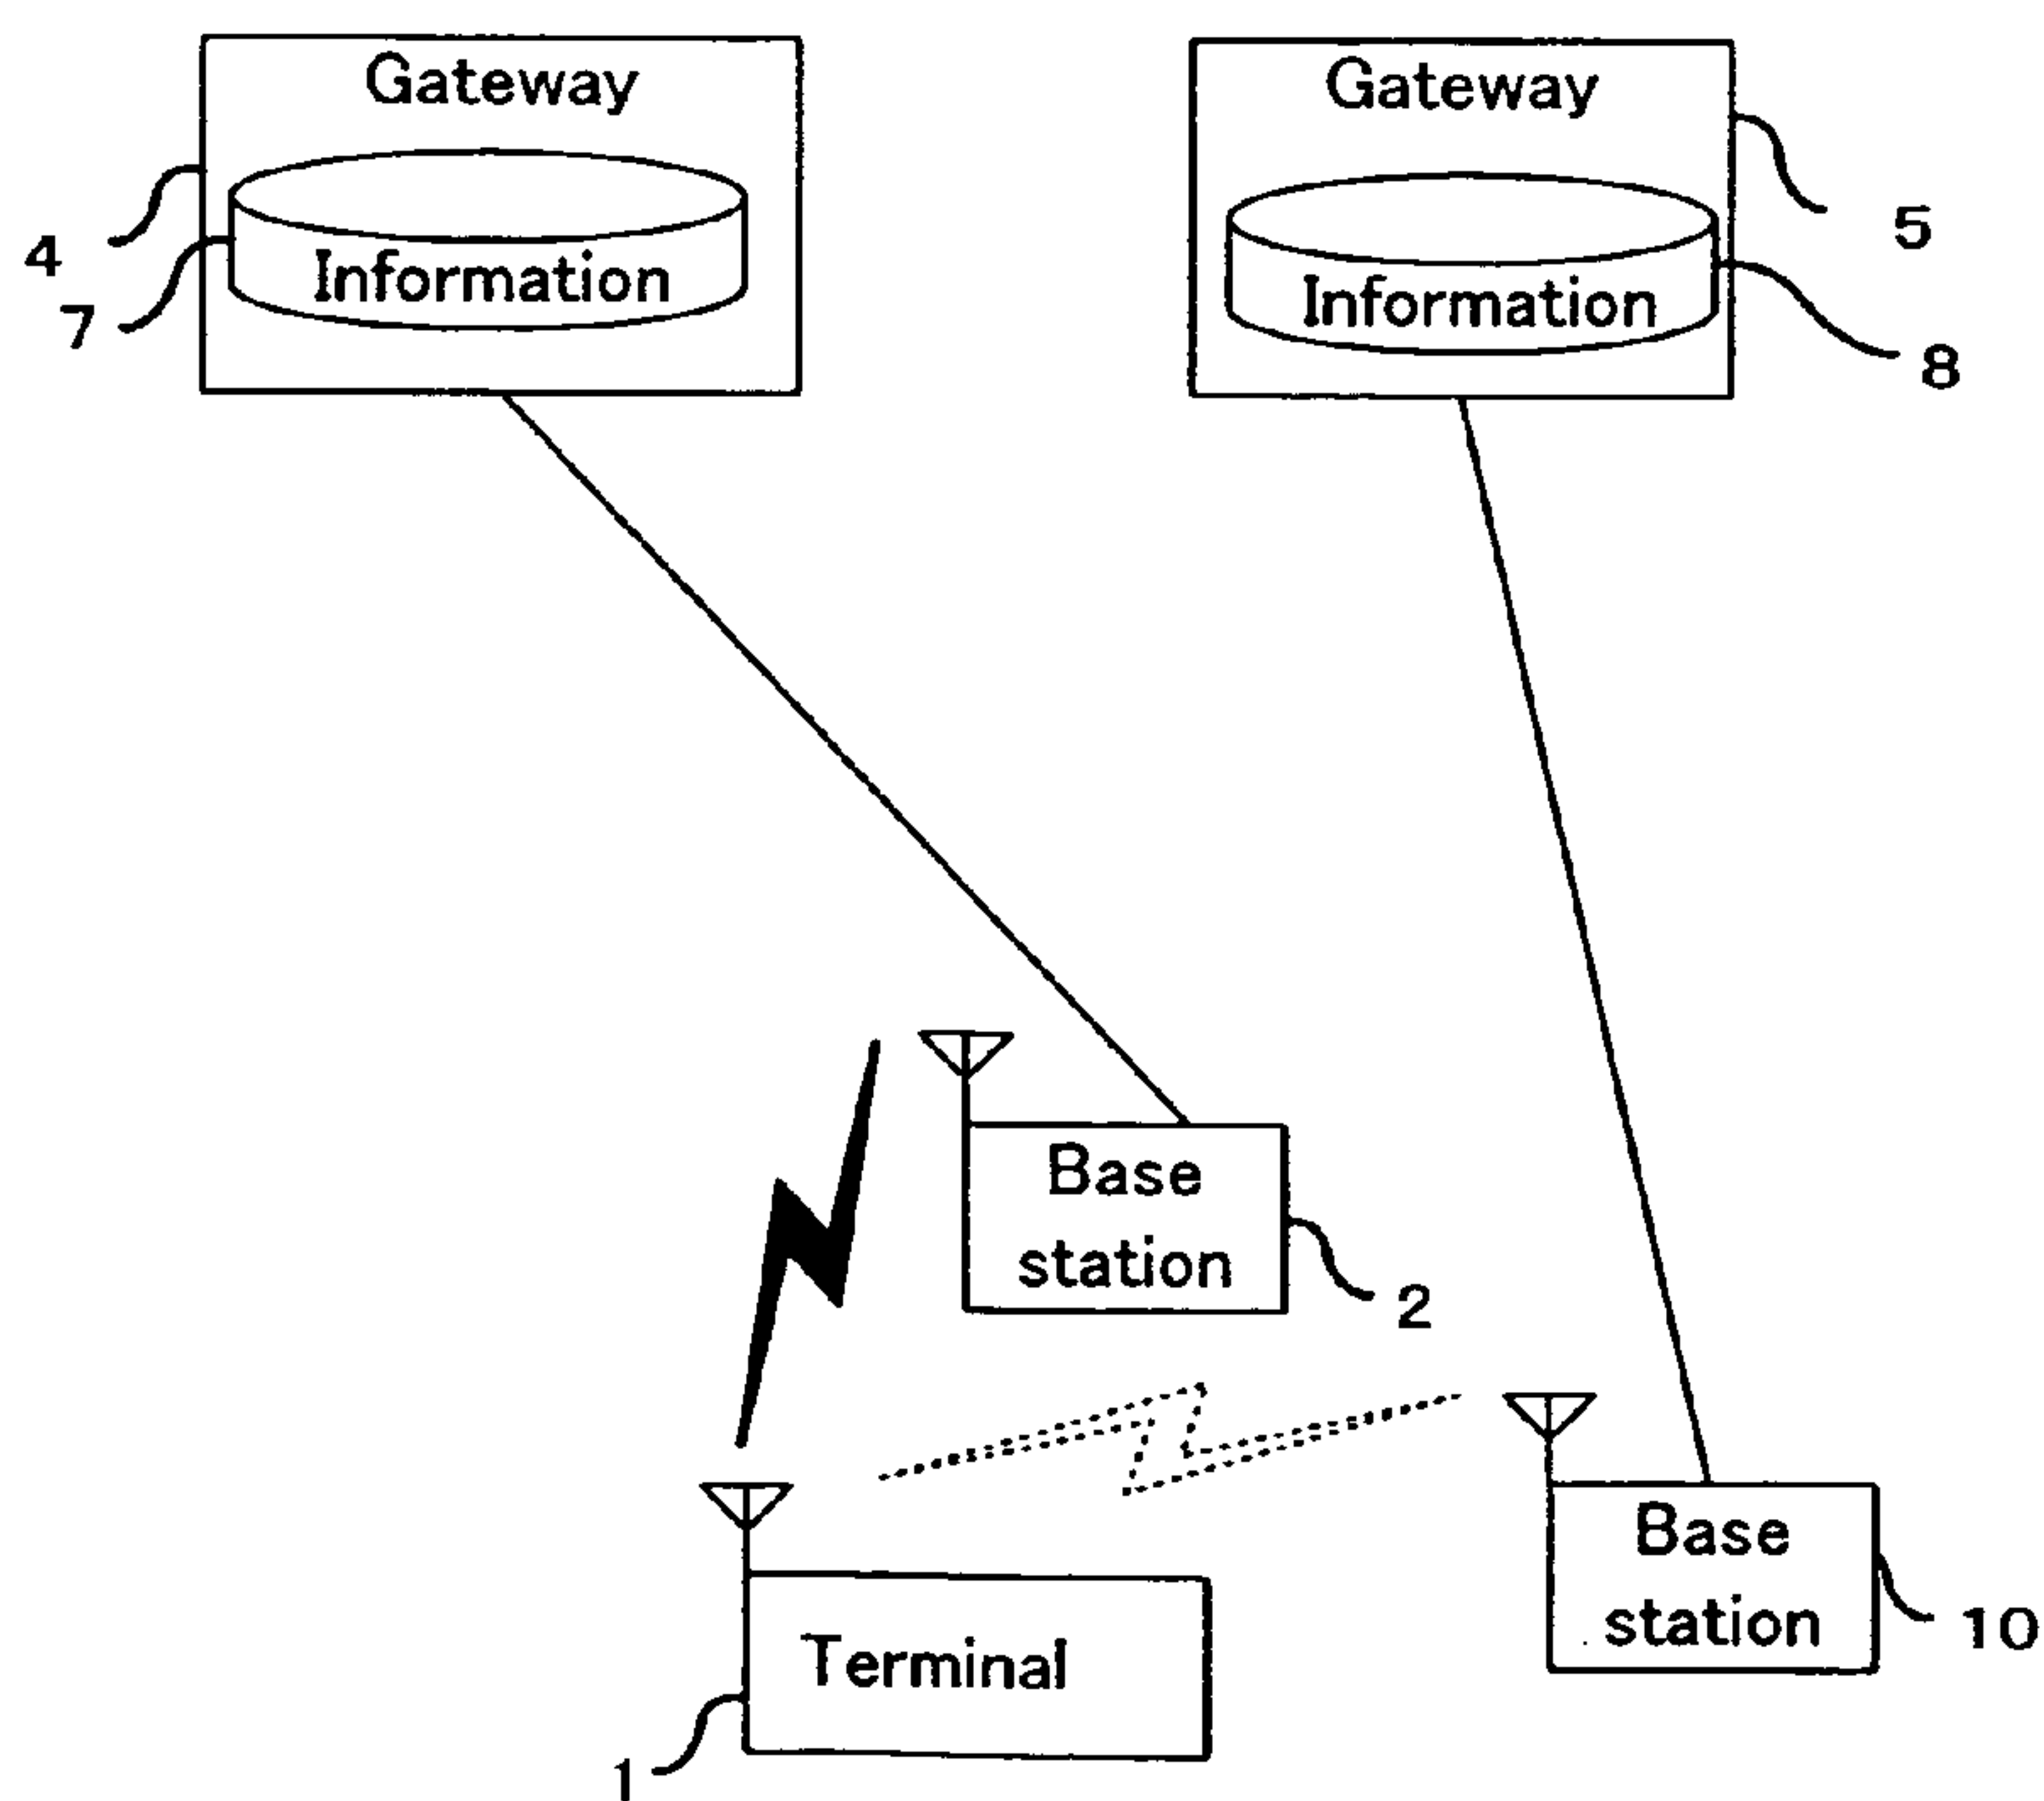 Gateway
Gateway
4
Information
5
7
Information
8
Base
station
2
Base
station
10
Terminal
1